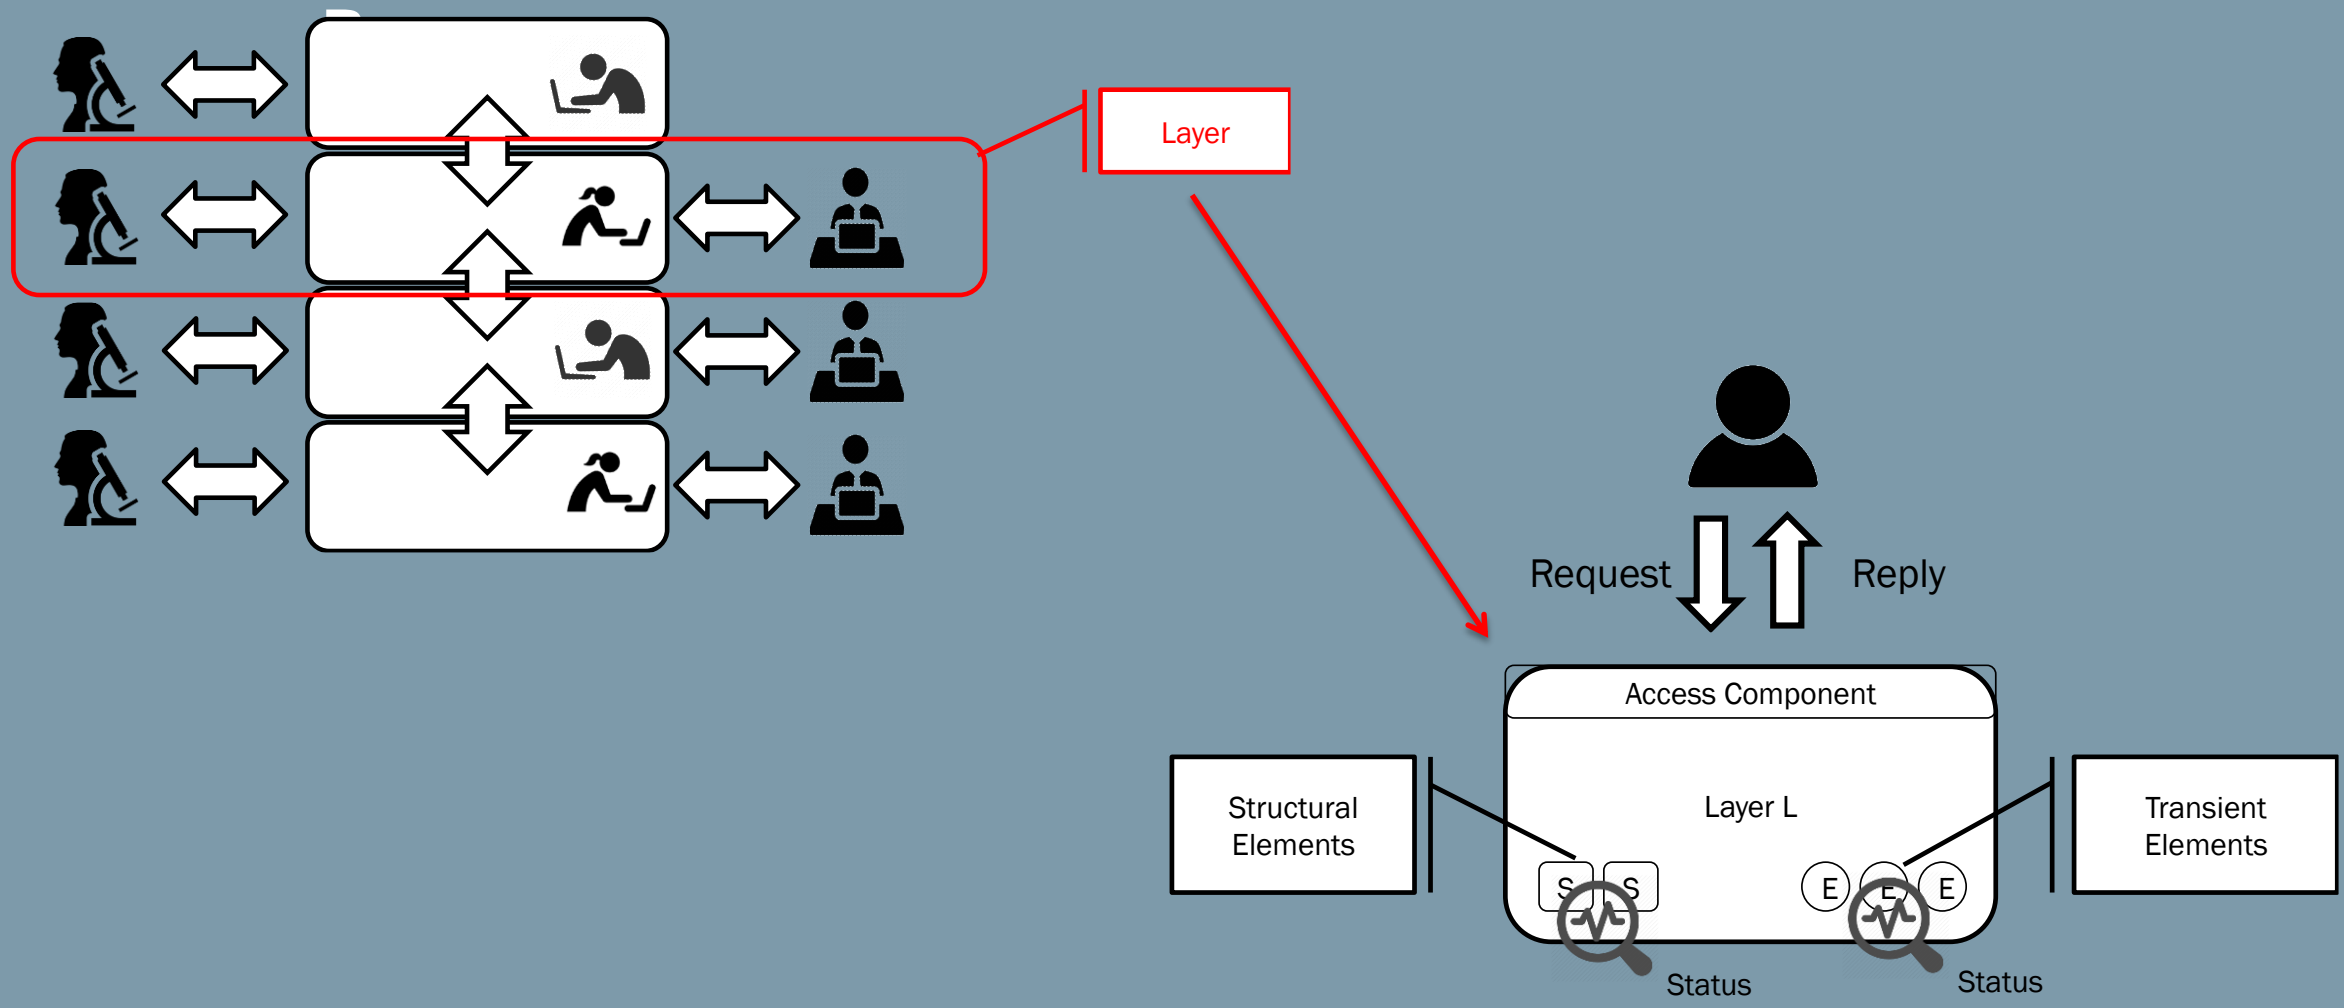 Layer
Request
Reply
Access Component
Structural
Elements
Layer L
Transient
Elements
S
S
E
E
E
Status
Status